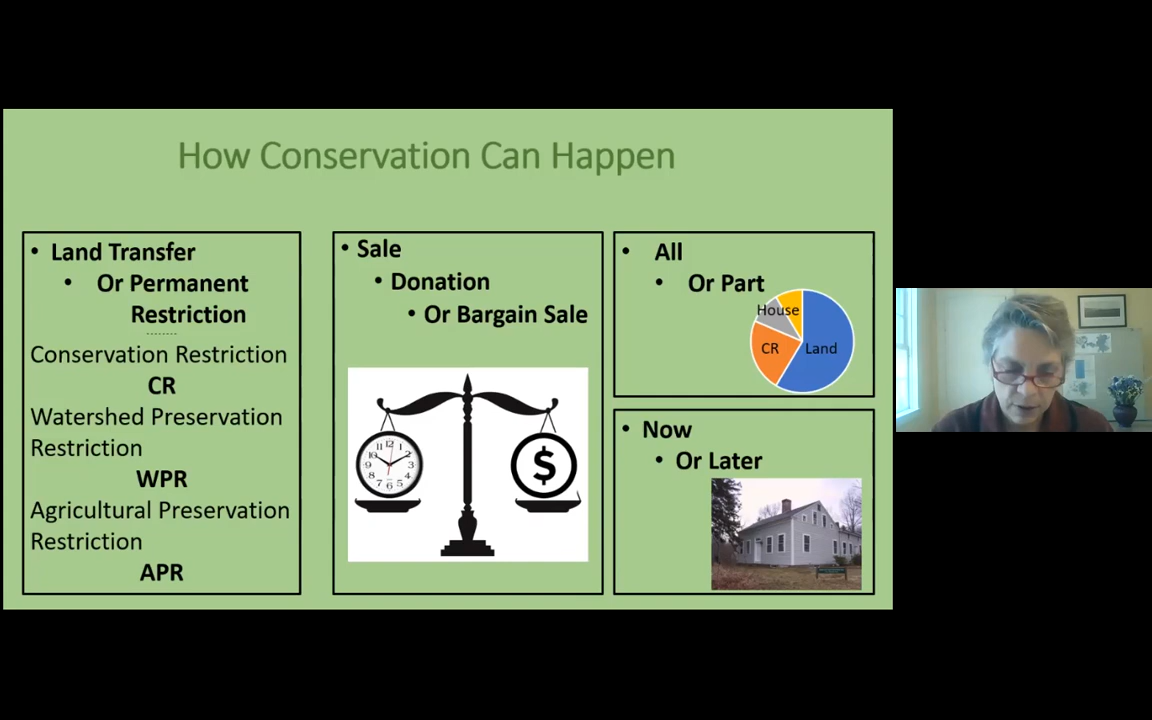 How Conservation Can Happen
• Land Transfer
• Or Permanent
Restriction
Conservation Restriction
CR
Watershed Preservation
Restriction
WPR
Agricultural Preservation
Restriction
APR
• Sale
• Donation
• Or Bargain Sale
12
$
• All
• Or Part
House
CR
Land
• Now
• Or Later